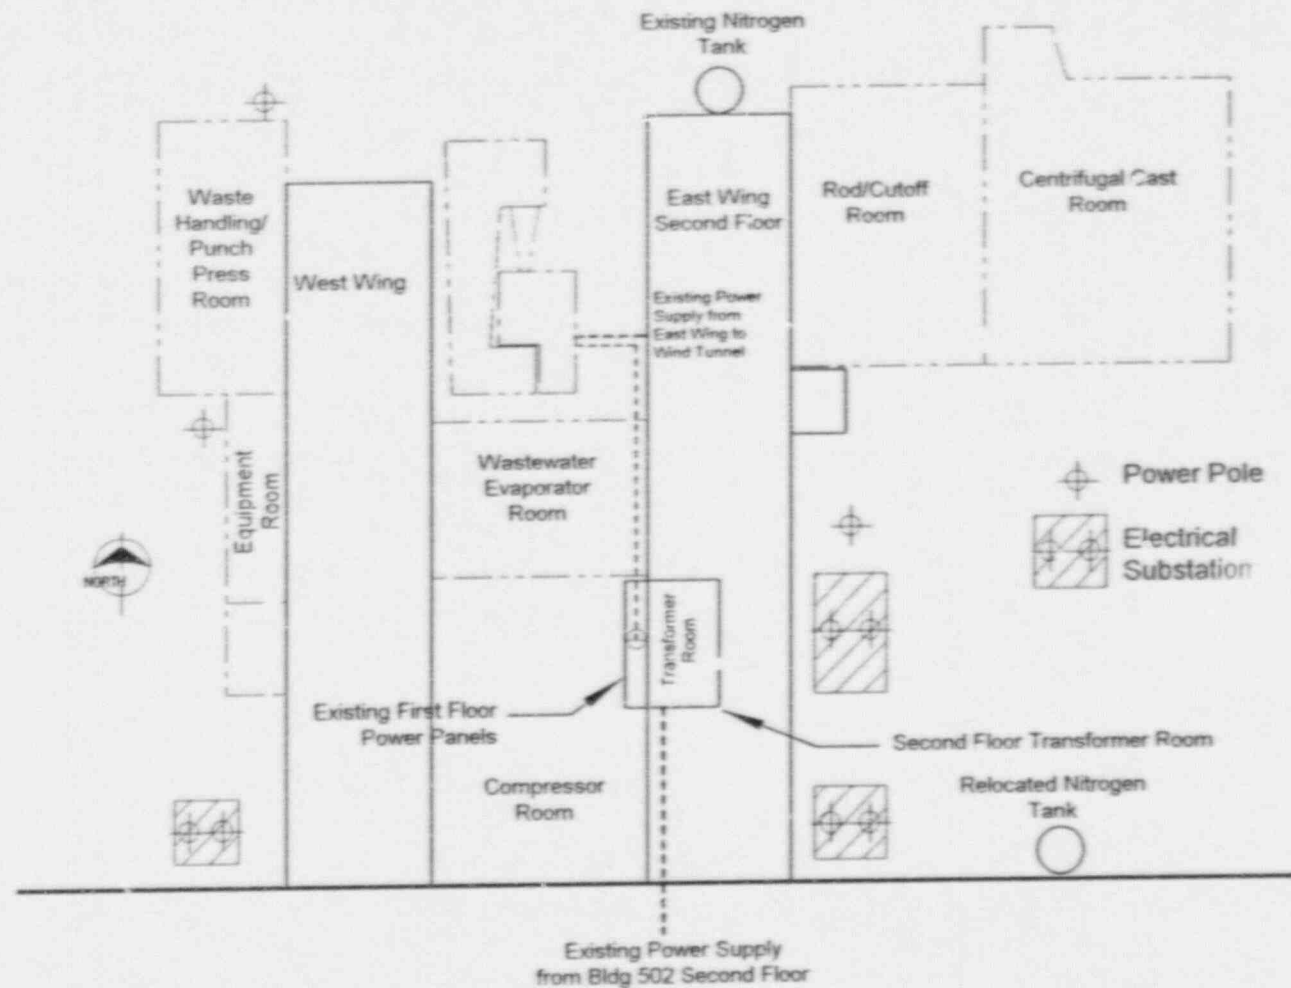 Existing Nitrogen
Tank
Waste
Handling/
Punch
Press
Room
West Wing
East Wing
Second Floor
Rod/Cutoff
Room
Centrifugal Cast
Room
Existing Power
Supply from
East Wing to
Wind Tunnel
Equipment
Room
Wastewater
Evaporator
Room
Power Pole
Electrical
Substation
NORTH
Transformer
Room
Existing First Floor
Power Panels
Second Floor Transformer Room
Compressor
Room
Relocated Nitrogen
Tank
Existing Power Supply
from Bldg 502 Second Floor